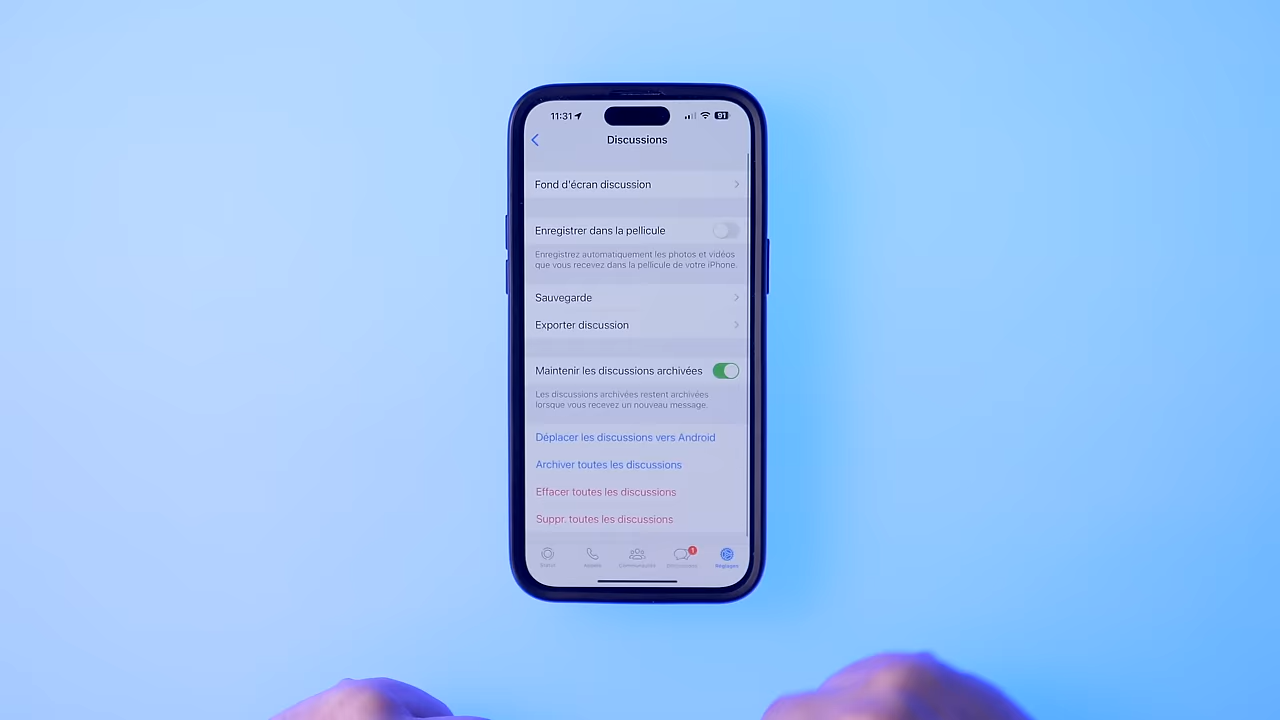 11:31
91
Discussions
Fond d'écran discussion
Enregistrer dans la pellicule
Enregistrez automatiquement les photos et vidéos
que vous recevez dans la pellicule de votre iPhone.
Sauvegarde
Exporter discussion
Maintenir les discussions archivées
Les discussions archivées restent archivées
lorsque vous recevez un nouveau message.
Déplacer les discussions vers Android
Archiver toutes les discussions
Effacer toutes les discussions
Suppr. toutes les discussions
1
Réglages